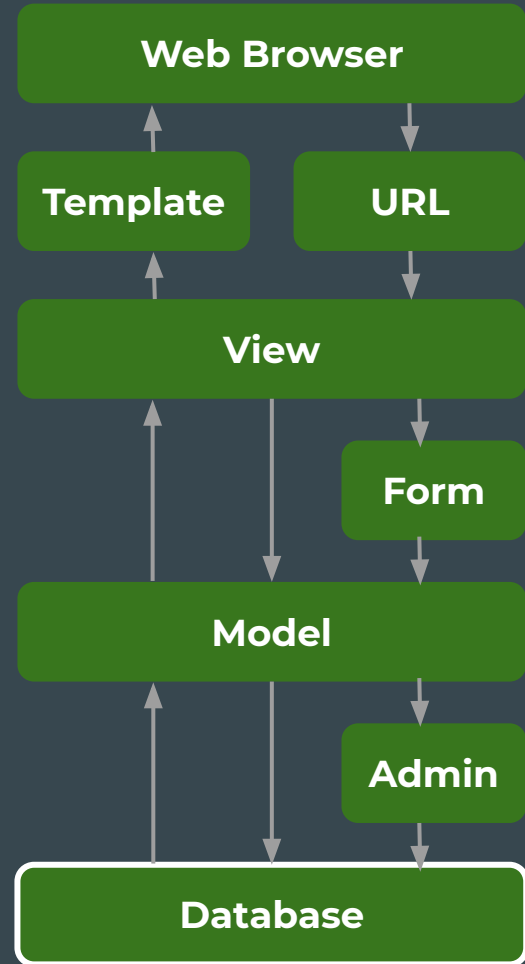 Web Browser
Template
URL
View
Form
Model
Admin
Database